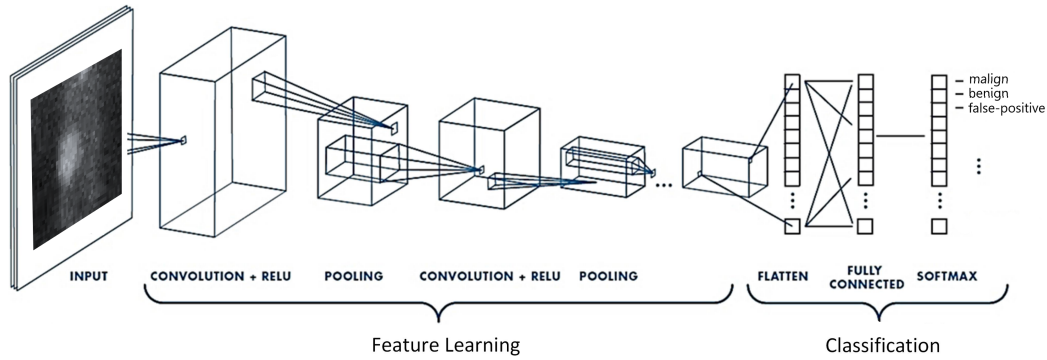 malign
benign
false-positive
INPUT
CONVOLUTION + RELU
POOLING
CONVOLUTION + RELU
POOLING
FLATTEN
FULLY
CONNECTED
SOFTMAX
Feature Learning
Classification